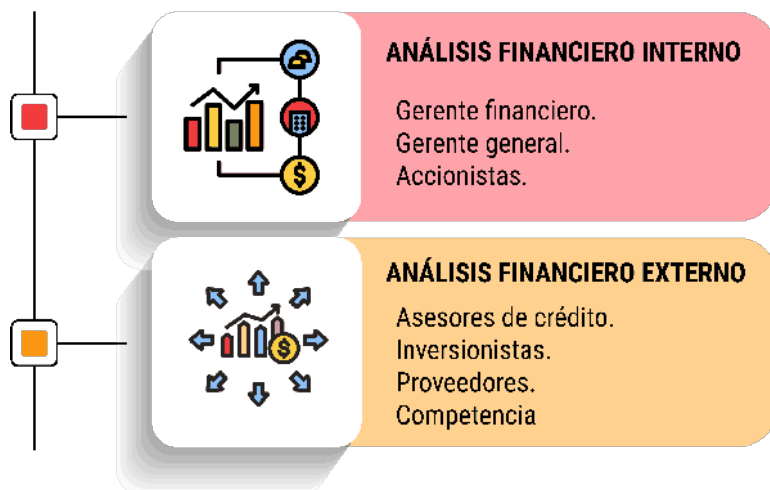 ANÁLISIS FINANCIERO INTERNO
Gerente financiero.
Gerente general.
Accionistas.
$
ANÁLISIS FINANCIERO EXTERNO
Asesores de crédito.
Inversionistas.
Proveedores.
Competencia
$